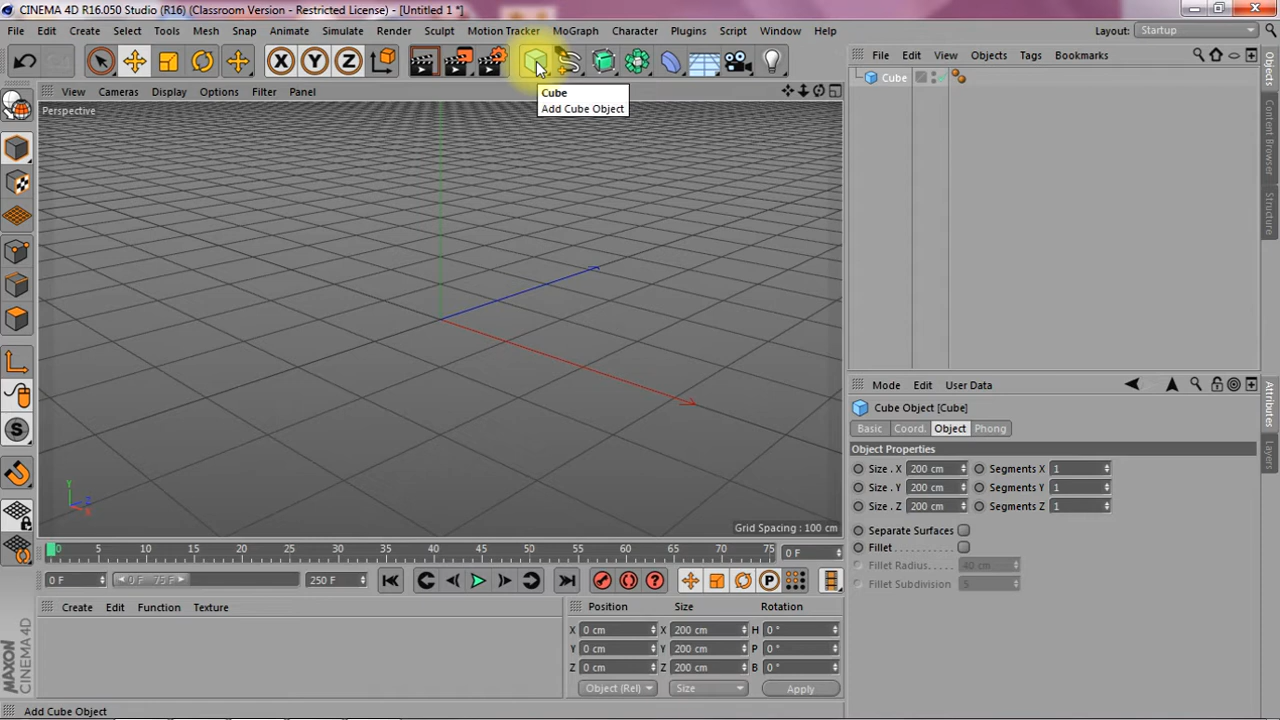 CINEMA 4D R16.050 Studio (R16) (Classroom Version - Restricted License) - [Untitled 1 *]
File Edit Create Select Tools Mesh Snap Animate Simulate Render Sculpt Motion Tracker MoGraph Character Plugins Script Window Help
Layout: Startup
X Y Z
File Edit View Objects Tags Bookmarks
Cube
Cube
Add Cube Object
View Cameras Display Options Filter Panel
Perspective
Y
Z
X
S
Grid Spacing : 100 cm
Objects
Content Browser
Structure
Mode Edit User Data
Cube Object [Cube]
Basic Coord. Object Phong
Object Properties
Size . X 200 cm Segments X 1
Size . Y 200 cm Segments Y 1
Size . Z 200 cm Segments Z 1
Separate Surfaces
Fillet
Fillet Radius. 40 cm
Fillet Subdivision 5
Attributes
Layers
0 5 10 15 20 25 30 35 40 45 50 55 60 65 70 75 0 F
0 F 0 F 75 F 250 F
P
Create Edit Function Texture
Position Size Rotation
X 0 cm X 200 cm H 0 °
Y 0 cm Y 200 cm P 0 °
Z 0 cm Z 200 cm B 0 °
Object (Rel) Size Apply
MAXON
CINEMA 4D
Add Cube Object